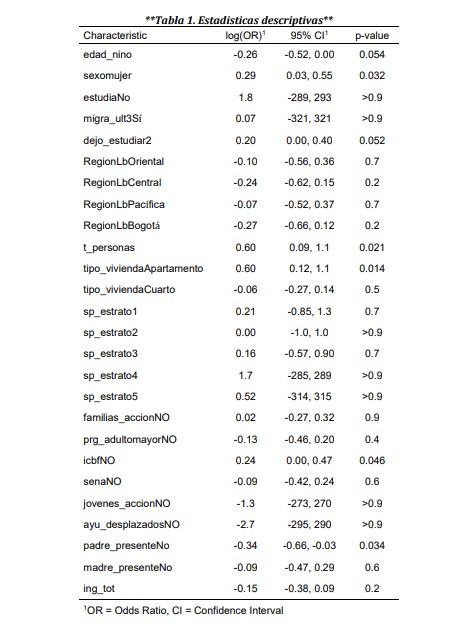 **Tabla 1. Estadísticas descriptivas**
Characteristic log(OR)¹ 95% CI¹ p-value
edad_nino -0.26 -0.52, 0.00 0.054
sexomujer 0.29 0.03, 0.55 0.032
estudiaNo 1.8 -289, 293 >0.9
migra_ult3Sí 0.07 -321, 321 >0.9
dejo_estudiar2 0.20 0.00, 0.40 0.052
RegionLbOriental -0.10 -0.56, 0.36 0.7
RegionLbCentral -0.24 -0.62, 0.15 0.2
RegionLbPacífica -0.07 -0.52, 0.37 0.7
RegionLbBogotá -0.27 -0.66, 0.12 0.2
t_personas 0.60 0.09, 1.1 0.021
tipo_viviendaApartamento 0.60 0.12, 1.1 0.014
tipo_viviendaCuarto -0.06 -0.27, 0.14 0.5
sp_estrato1 0.21 -0.85, 1.3 0.7
sp_estrato2 0.00 -1.0, 1.0 >0.9
sp_estrato3 0.16 -0.57, 0.90 0.7
sp_estrato4 1.7 -285, 289 >0.9
sp_estrato5 0.52 -314, 315 >0.9
familias_accionNO 0.02 -0.27, 0.32 0.9
prg_adultomayorNO -0.13 -0.46, 0.20 0.4
icbfNO 0.24 0.00, 0.47 0.046
senaNO -0.09 -0.42, 0.24 0.6
jovenes_accionNO -1.3 -273, 270 >0.9
ayu_desplazadosNO -2.7 -295, 290 >0.9
padre_presenteNo -0.34 -0.66, -0.03 0.034
madre_presenteNo -0.09 -0.47, 0.29 0.6
ing_tot -0.15 -0.38, 0.09 0.2
¹OR = Odds Ratio, CI = Confidence Interval